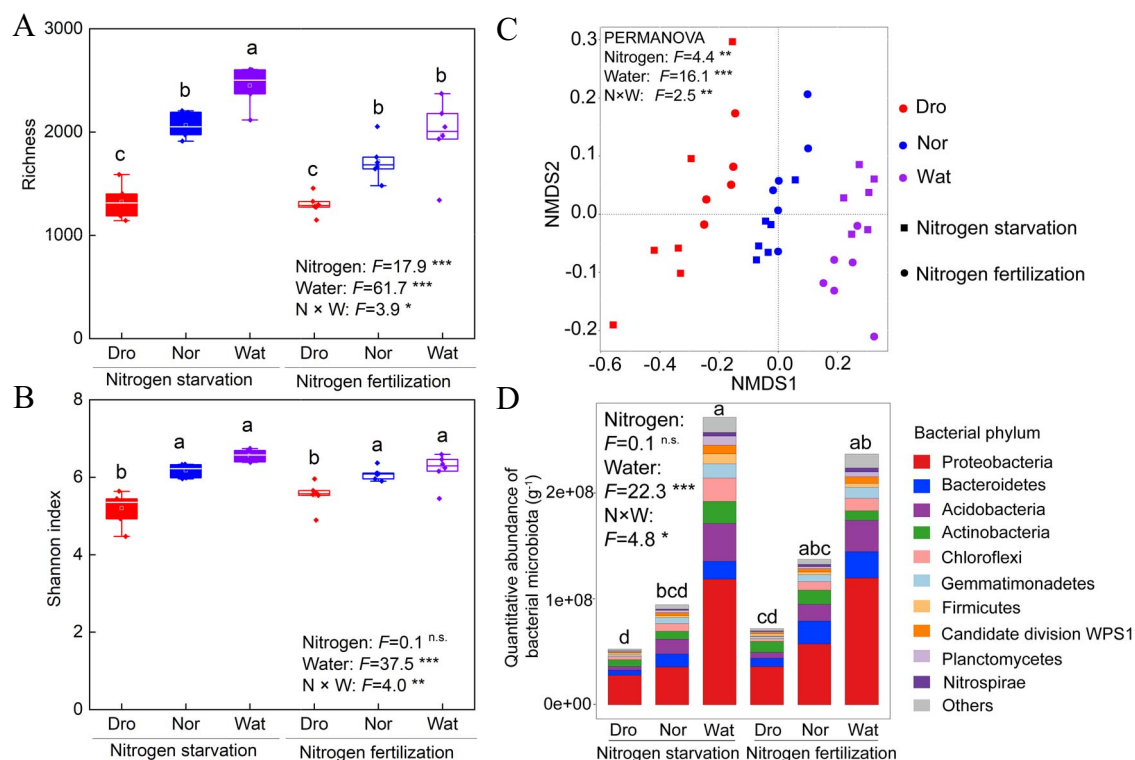 A
3000
2000
1000
0
Richness
c
b
a
c
b
b
Nitrogen: F=17.9 ***
Water: F=61.7 ***
N × W: F=3.9 *
Dro Nor Wat Dro Nor Wat
Nitrogen starvation Nitrogen fertilization
B
8
6
4
2
0
Shannon index
b
a
a
b
a
a
Nitrogen: F=0.1 n.s.
Water: F=37.5 ***
N × W: F=4.0 **
Dro Nor Wat Dro Nor Wat
Nitrogen starvation Nitrogen fertilization
C
0.3
0.2
0.1
0.0
-0.1
-0.2
NMDS2
PERMANOVA
Nitrogen: F=4.4 **
Water: F=16.1 ***
N×W: F=2.5 **
-0.6 -0.4 -0.2 0.0 0.2
NMDS1
Dro
Nor
Wat
Nitrogen starvation
Nitrogen fertilization
D
Quantitative abundance of
bacterial microbiota (g-1)
2e+08
1e+08
0e+00
Nitrogen:
F=0.1 n.s.
Water:
F=22.3 ***
N×W:
F=4.8 *
d
bcd
a
cd
abc
ab
Dro Nor Wat Dro Nor Wat
Nitrogen starvation Nitrogen fertilization
Bacterial phylum
Proteobacteria
Bacteroidetes
Acidobacteria
Actinobacteria
Chloroflexi
Gemmatimonadetes
Firmicutes
Candidate division WPS1
Planctomycetes
Nitrospirae
Others